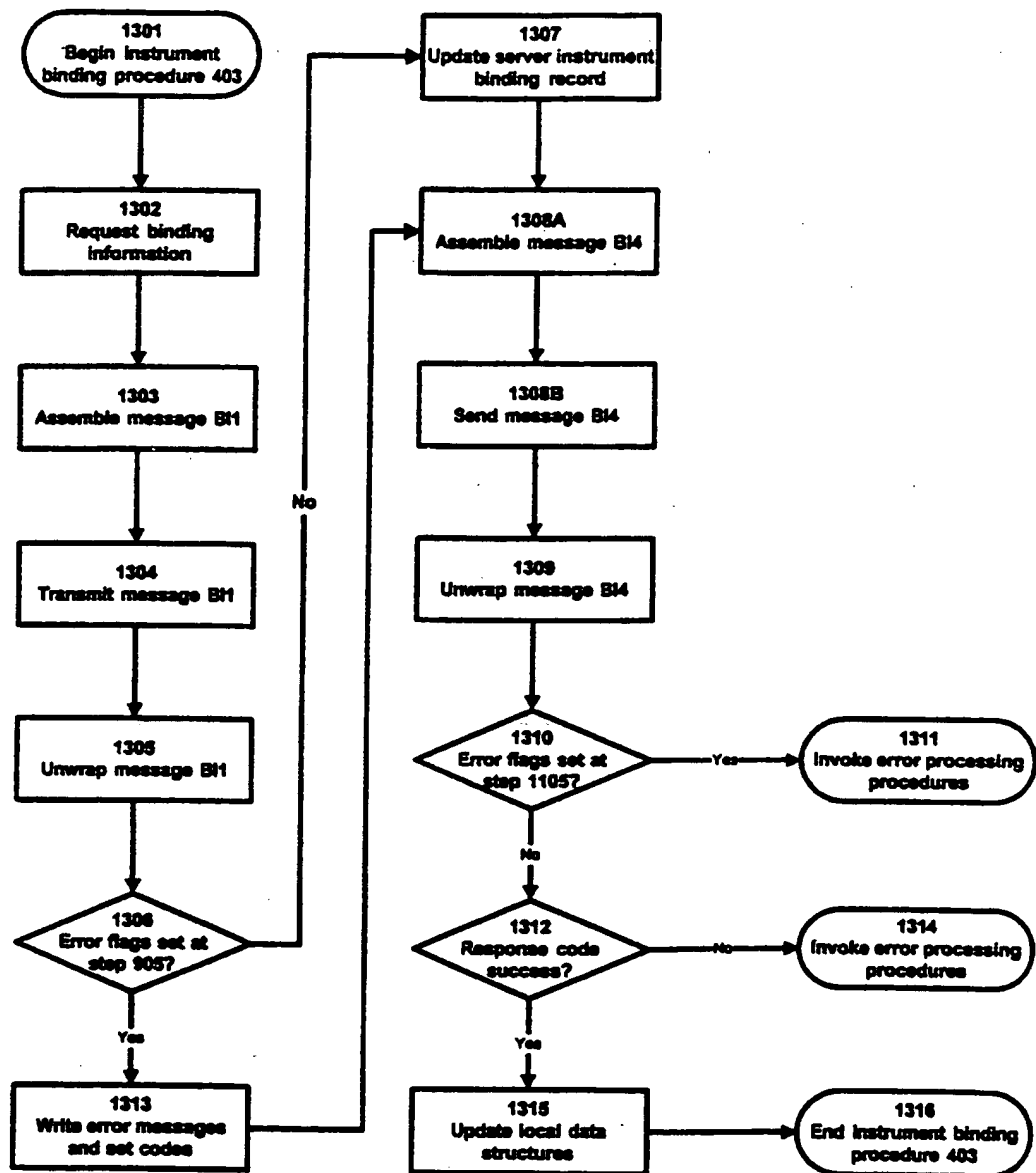 1301
Begin instrument
binding procedure 403
1302
Request binding
information
1303
Assemble message BI1
1304
Transmit message BI1
1305
Unwrap message BI1
1306
Error flags set at
step 905?
Yes
No
1313
Write error messages
and set codes
1307
Update server instrument
binding record
1308A
Assemble message BI4
1308B
Send message BI4
1309
Unwrap message BI4
1310
Error flags set at
step 1105?
Yes
1311
Invoke error processing
procedures
No
1312
Response code
success?
No
1314
Invoke error processing
procedures
Yes
1315
Update local data
structures
1316
End instrument binding
procedure 403